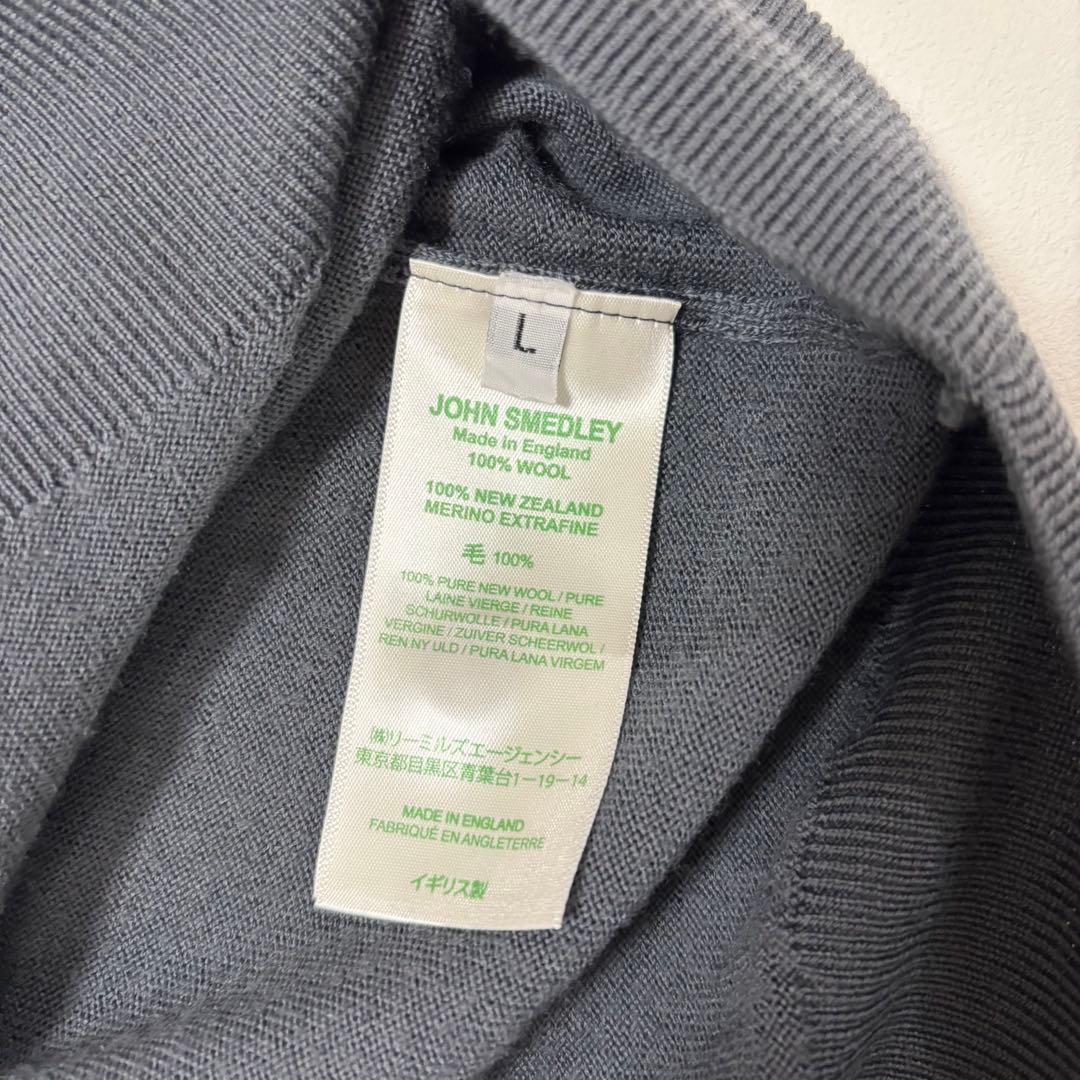 L
JOHN SMEDLEY
Made in England
100% WOOL
100% NEW ZEALAND
MERINO EXTRAFINE
毛 100%
100% PURE NEW WOOL / PURE
LAINE VIERGE / REINE
SCHURWOLLE / PURA LANA
VERGINE / ZUIVER SCHEERWOL /
REN NY ULD / PURA LANA VIRGEM
㈱リーミルズエージェンシー
東京都目黒区青葉台1-19-14
MADE IN ENGLAND
FABRIQUÉ EN ANGLETERRE
イギリス製